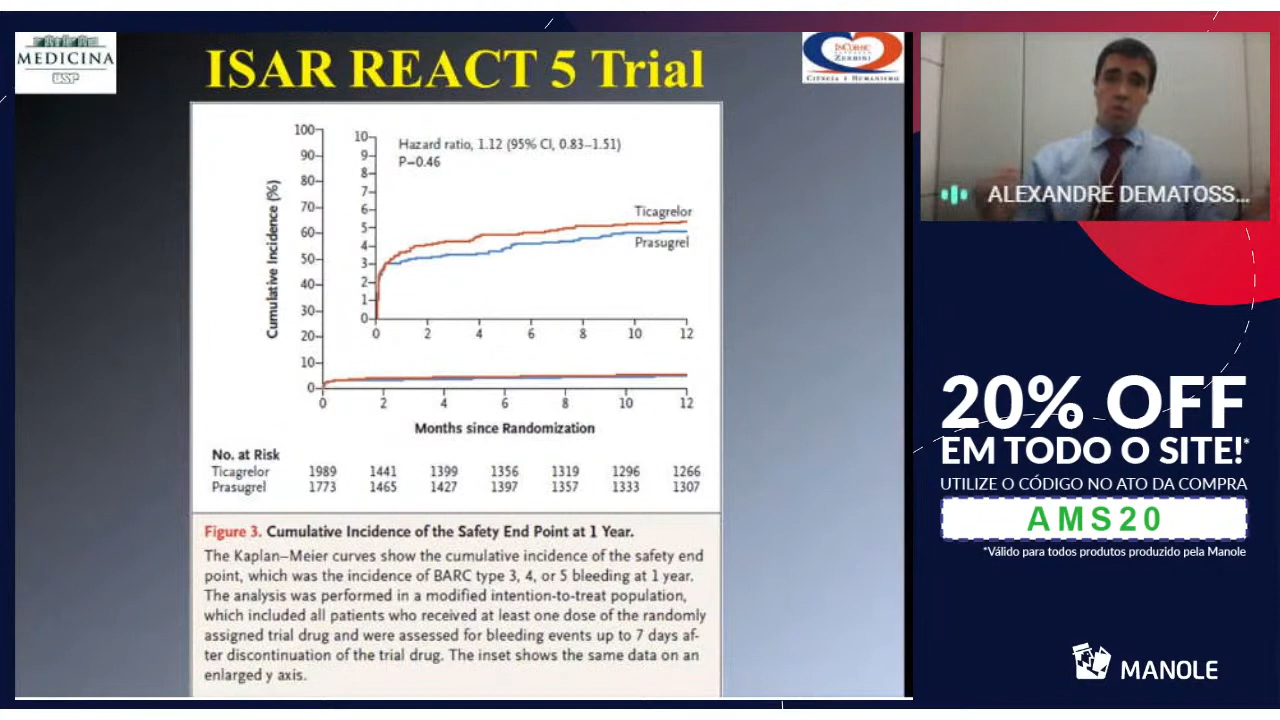 MEDICINA
USP
ISAR REACT 5 Trial
INCORHC
ZERBINI
CIÊNCIA E HUMANISMO
Cumulative Incidence (%)
100
90
80
70
60
50
40
30
20
10
0
10
9
8
7
6
5
4
3
2
1
0
Hazard ratio, 1.12 (95% CI, 0.83–1.51)
P=0.46
Ticagrelor
Prasugrel
0 2 4 6 8 10 12
0 2 4 6 8 10 12
Months since Randomization
No. at Risk
Ticagrelor 1989 1441 1399 1356 1319 1296 1266
Prasugrel 1773 1465 1427 1397 1357 1333 1307
Figure 3. Cumulative Incidence of the Safety End Point at 1 Year.
The Kaplan–Meier curves show the cumulative incidence of the safety end
point, which was the incidence of BARC type 3, 4, or 5 bleeding at 1 year.
The analysis was performed in a modified intention-to-treat population,
which included all patients who received at least one dose of the randomly
assigned trial drug and were assessed for bleeding events up to 7 days af-
ter discontinuation of the trial drug. The inset shows the same data on an
enlarged y axis.
ALEXANDRE DEMATOSS...
20% OFF
EM TODO O SITE!*
UTILIZE O CÓDIGO NO ATO DA COMPRA
AMS20
*Válido para todos produtos produzido pela Manole
MANOLE